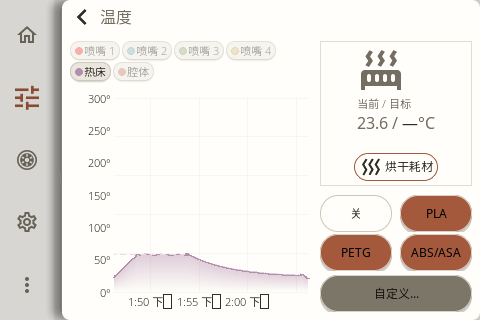 温度
喷嘴 1 喷嘴 2 喷嘴 3 喷嘴 4
热床 腔体
300°
250°
200°
150°
100°
50°
0°
1:50 下 1:55 下 2:00 下
当前 / 目标
23.6 / —°C
烘干耗材
关 PLA
PETG ABS/ASA
自定义...